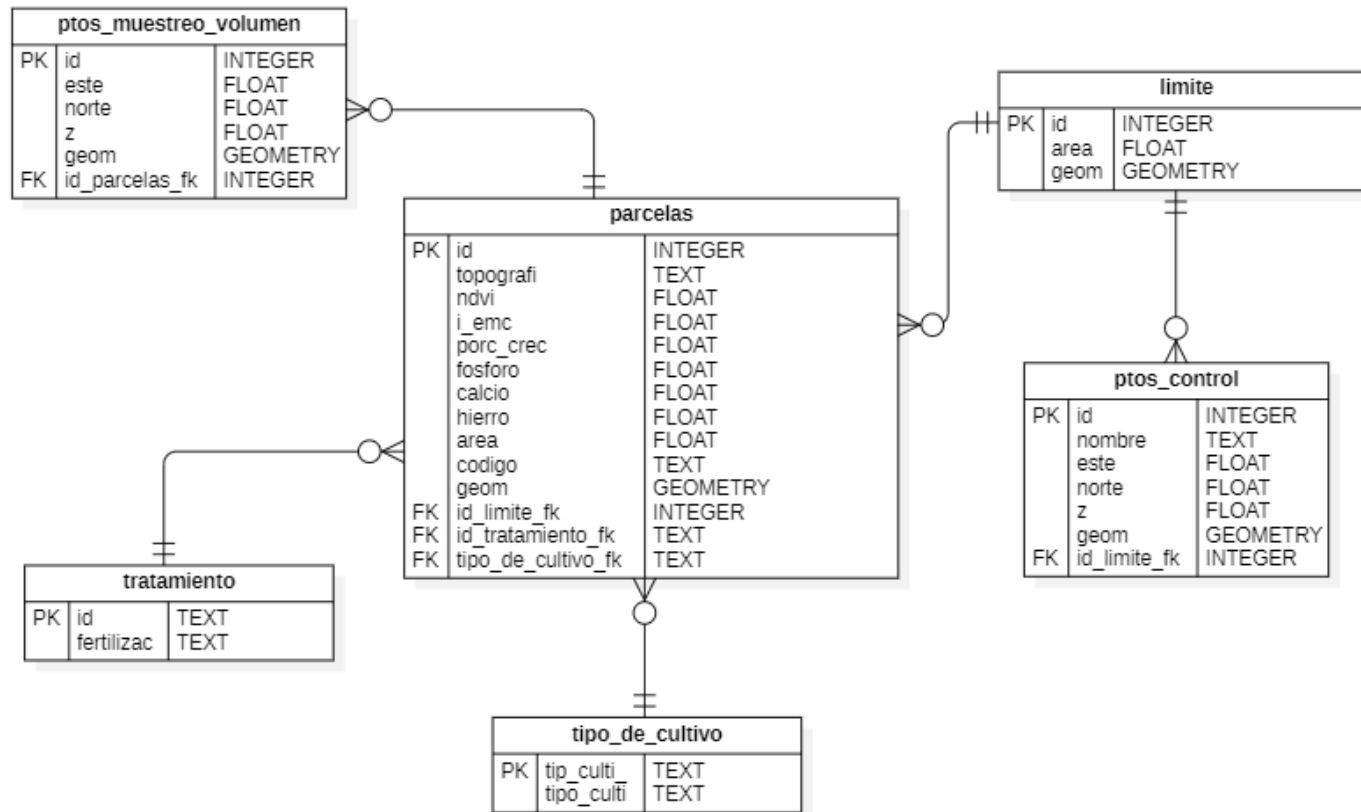 ptos_muestreo_volumen
PK id INTEGER
este FLOAT
norte FLOAT
z FLOAT
geom GEOMETRY
FK id_parcelas_fk INTEGER
limite
PK id INTEGER
area FLOAT
geom GEOMETRY
parcelas
PK id INTEGER
topografi TEXT
ndvi FLOAT
i_emc FLOAT
porc_crec FLOAT
fosforo FLOAT
calcio FLOAT
hierro FLOAT
area FLOAT
codigo TEXT
geom GEOMETRY
FK id_limite_fk INTEGER
FK id_tratamiento_fk TEXT
FK tipo_de_cultivo_fk TEXT
ptos_control
PK id INTEGER
nombre TEXT
este FLOAT
norte FLOAT
z FLOAT
geom GEOMETRY
FK id_limite_fk INTEGER
tratamiento
PK id TEXT
fertilizac TEXT
tipo_de_cultivo
PK tip_culti_ TEXT
tipo_culti TEXT